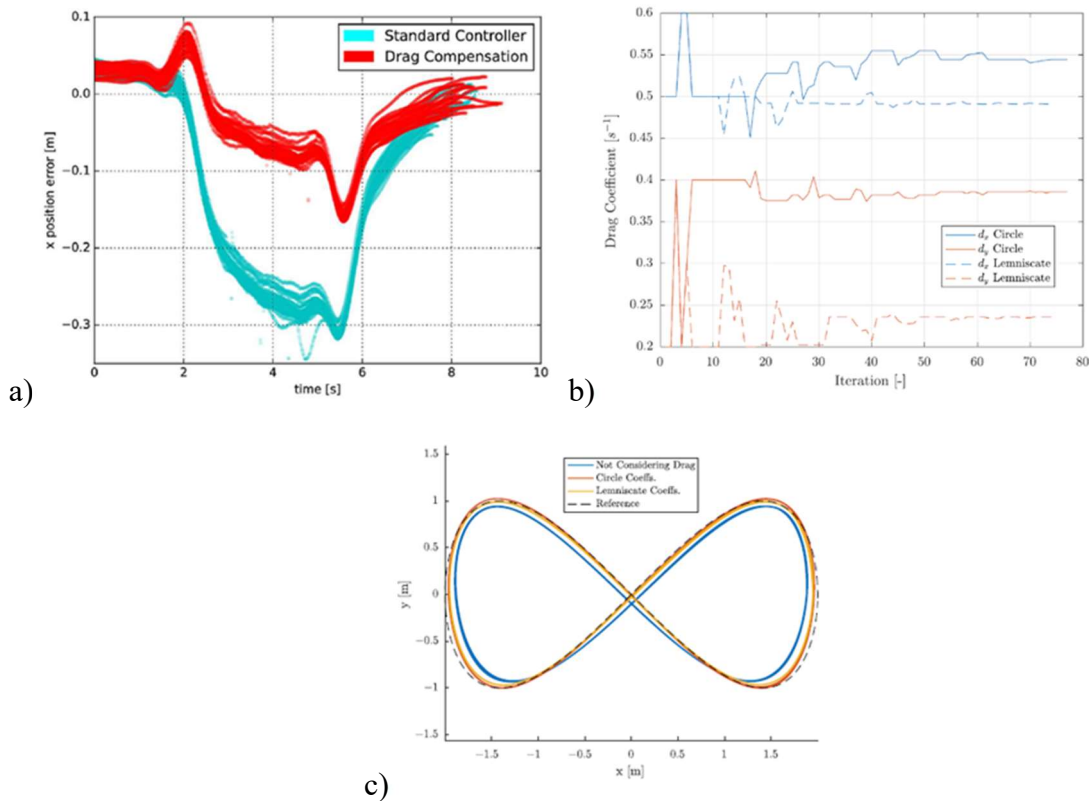 0.1
0.0
−0.1
−0.2
−0.3
x position error [m]
0
2
4
6
8
10
time [s]
Standard Controller
Drag Compensation
a)
0.6
0.55
0.5
0.45
0.4
0.35
0.3
0.25
0.2
Drag Coefficient [s⁻¹]
0
10
20
30
40
50
60
70
80
Iteration [-]
dₓ Circle
dᵧ Circle
dₓ Lemniscate
dᵧ Lemniscate
b)
1.5
1
0.5
0
−0.5
−1
−1.5
y [m]
−1.5
−1
−0.5
0
0.5
1
1.5
x [m]
Not Considering Drag
Circle Coeffs.
Lemniscate Coeffs.
Reference
c)